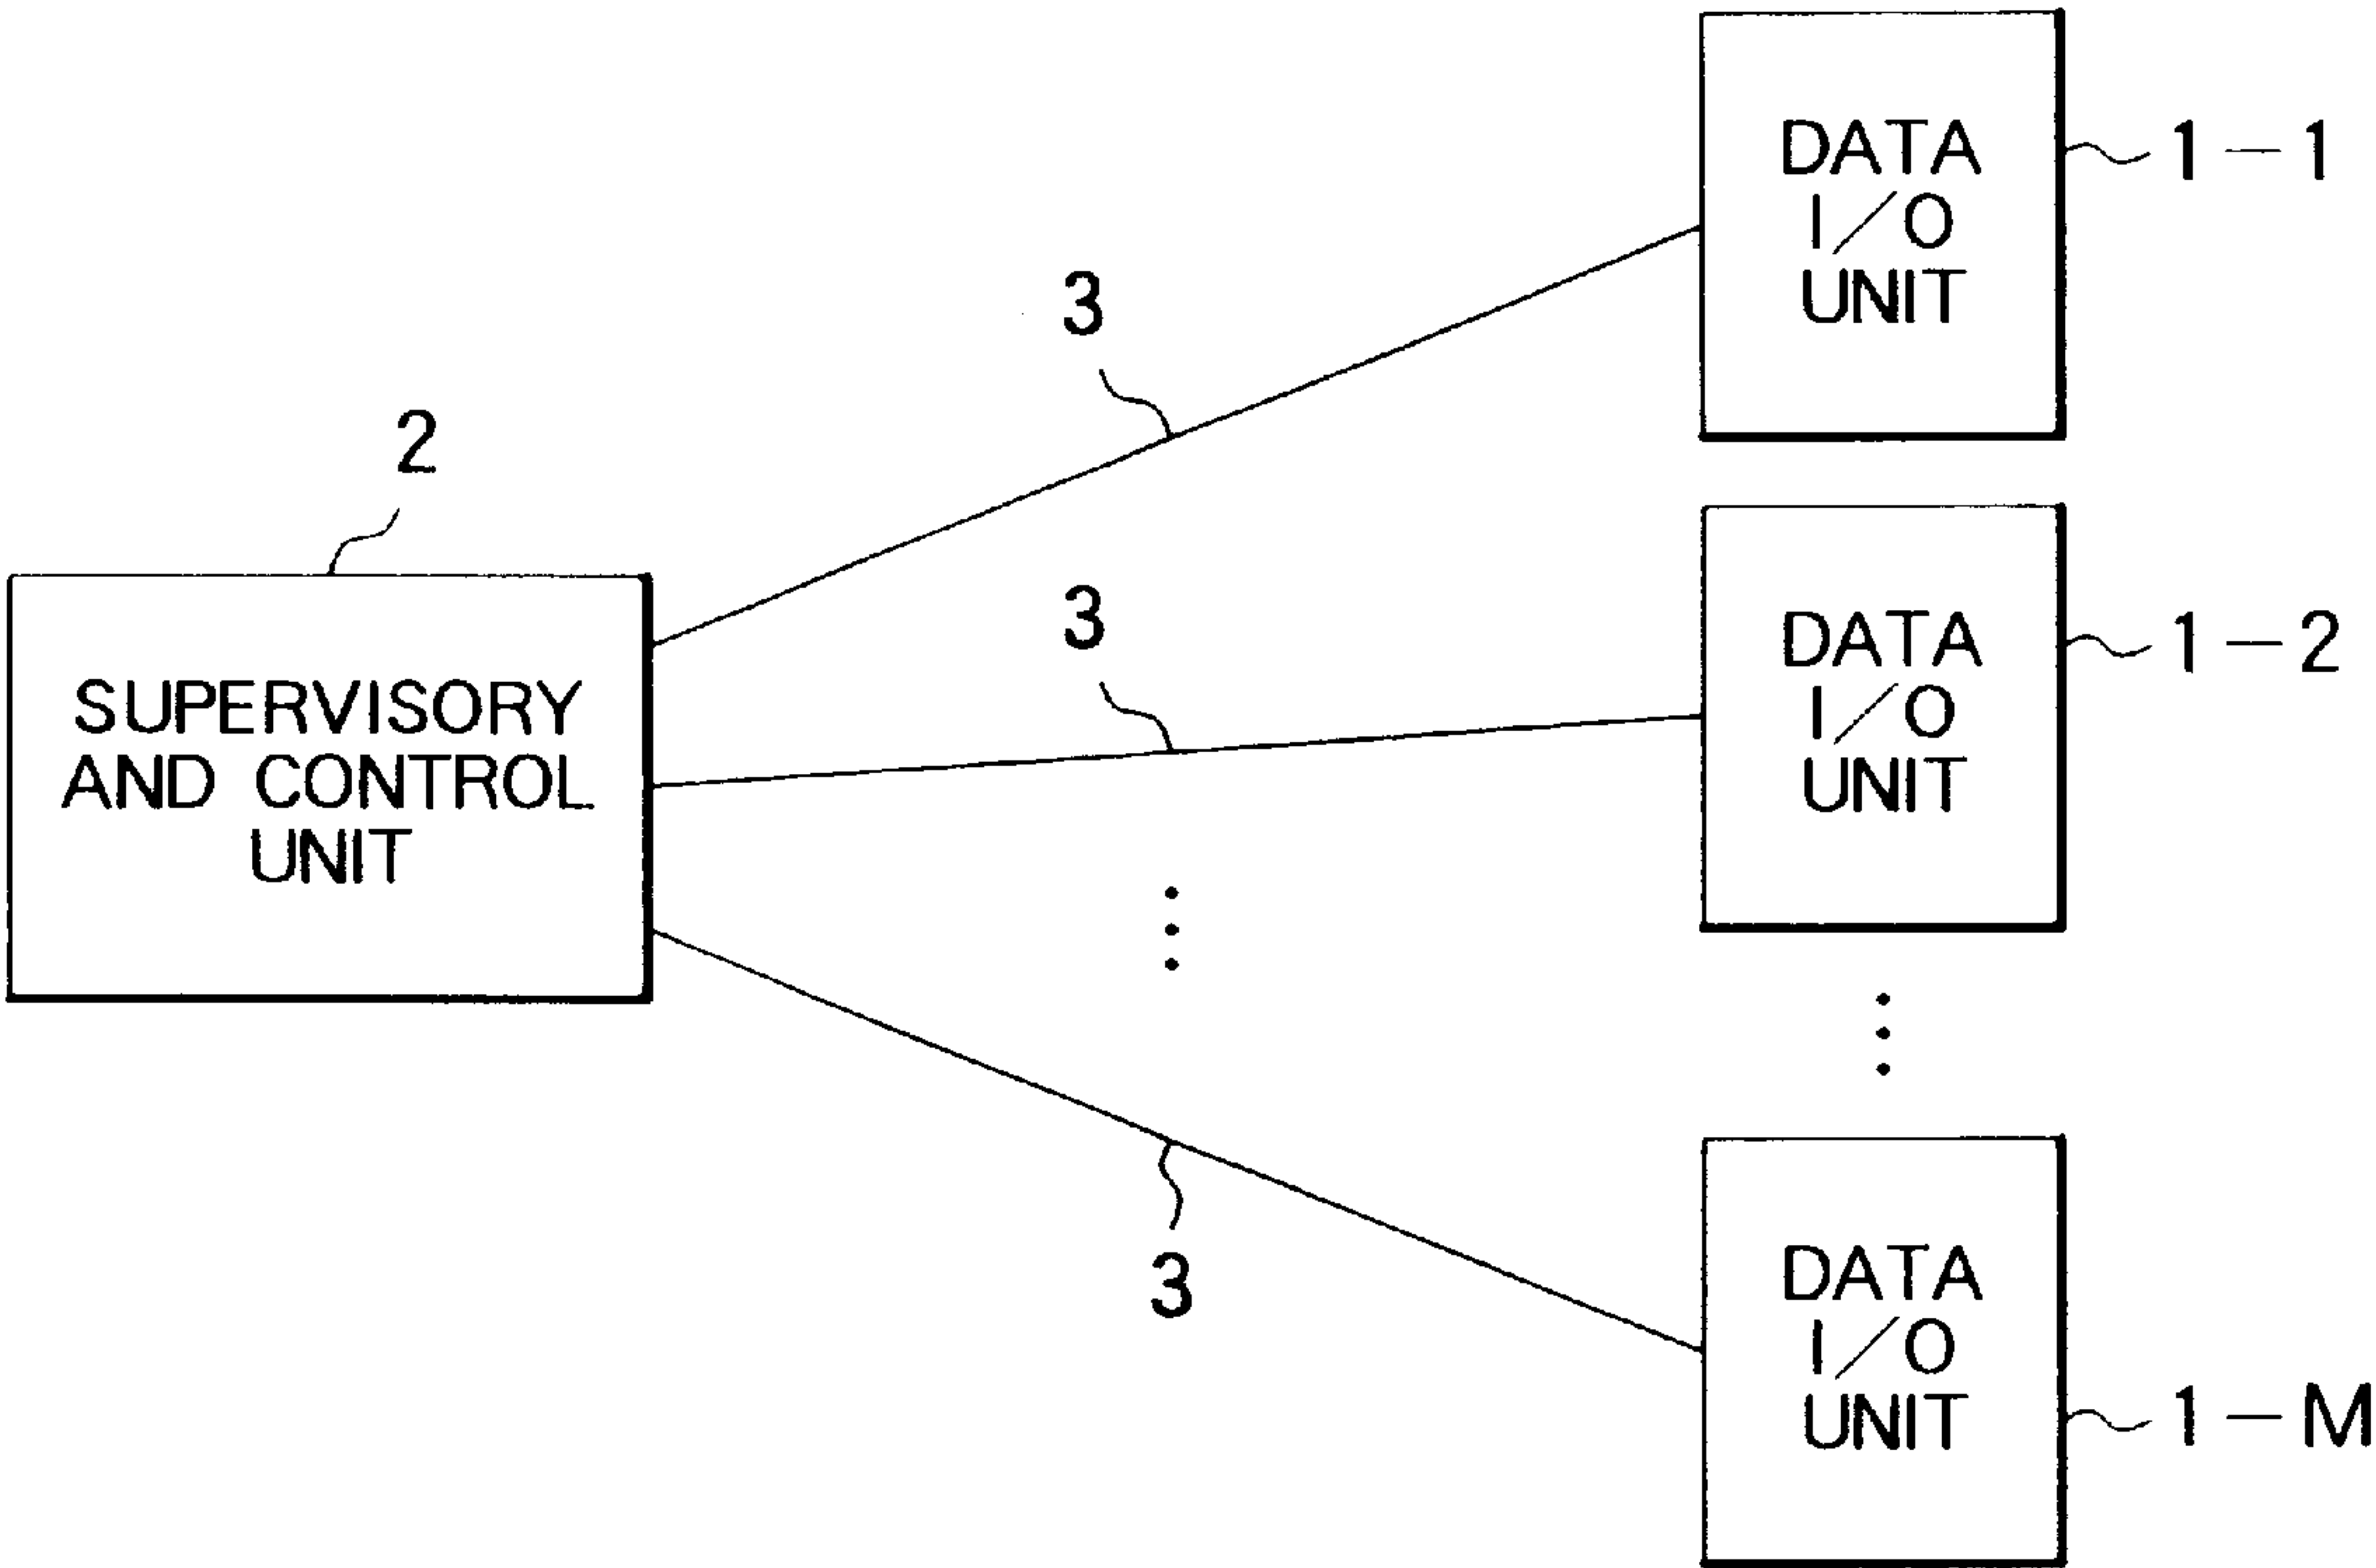 DATA
I/O
UNIT
1-1
3
2
DATA
I/O
UNIT
1-2
3
SUPERVISORY
AND CONTROL
UNIT
3
DATA
I/O
UNIT
1-M